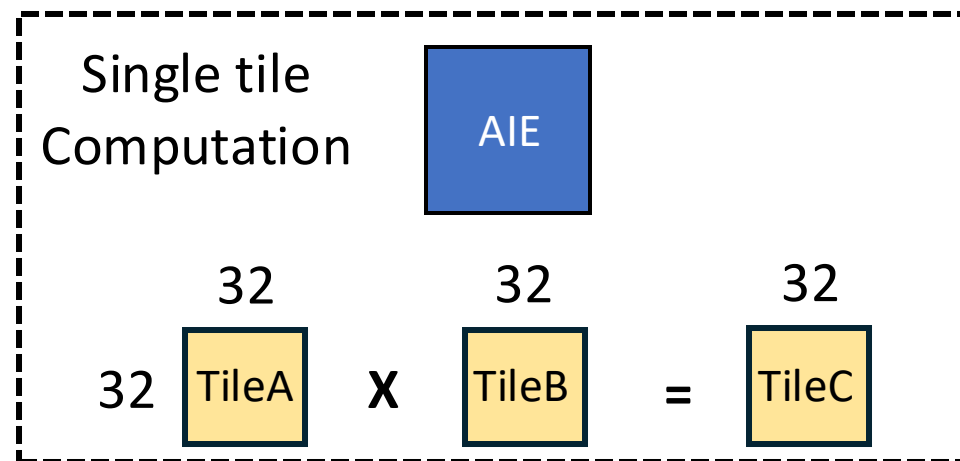 Single tile
Computation
AIE
32 32 32
32 TileA X TileB = TileC